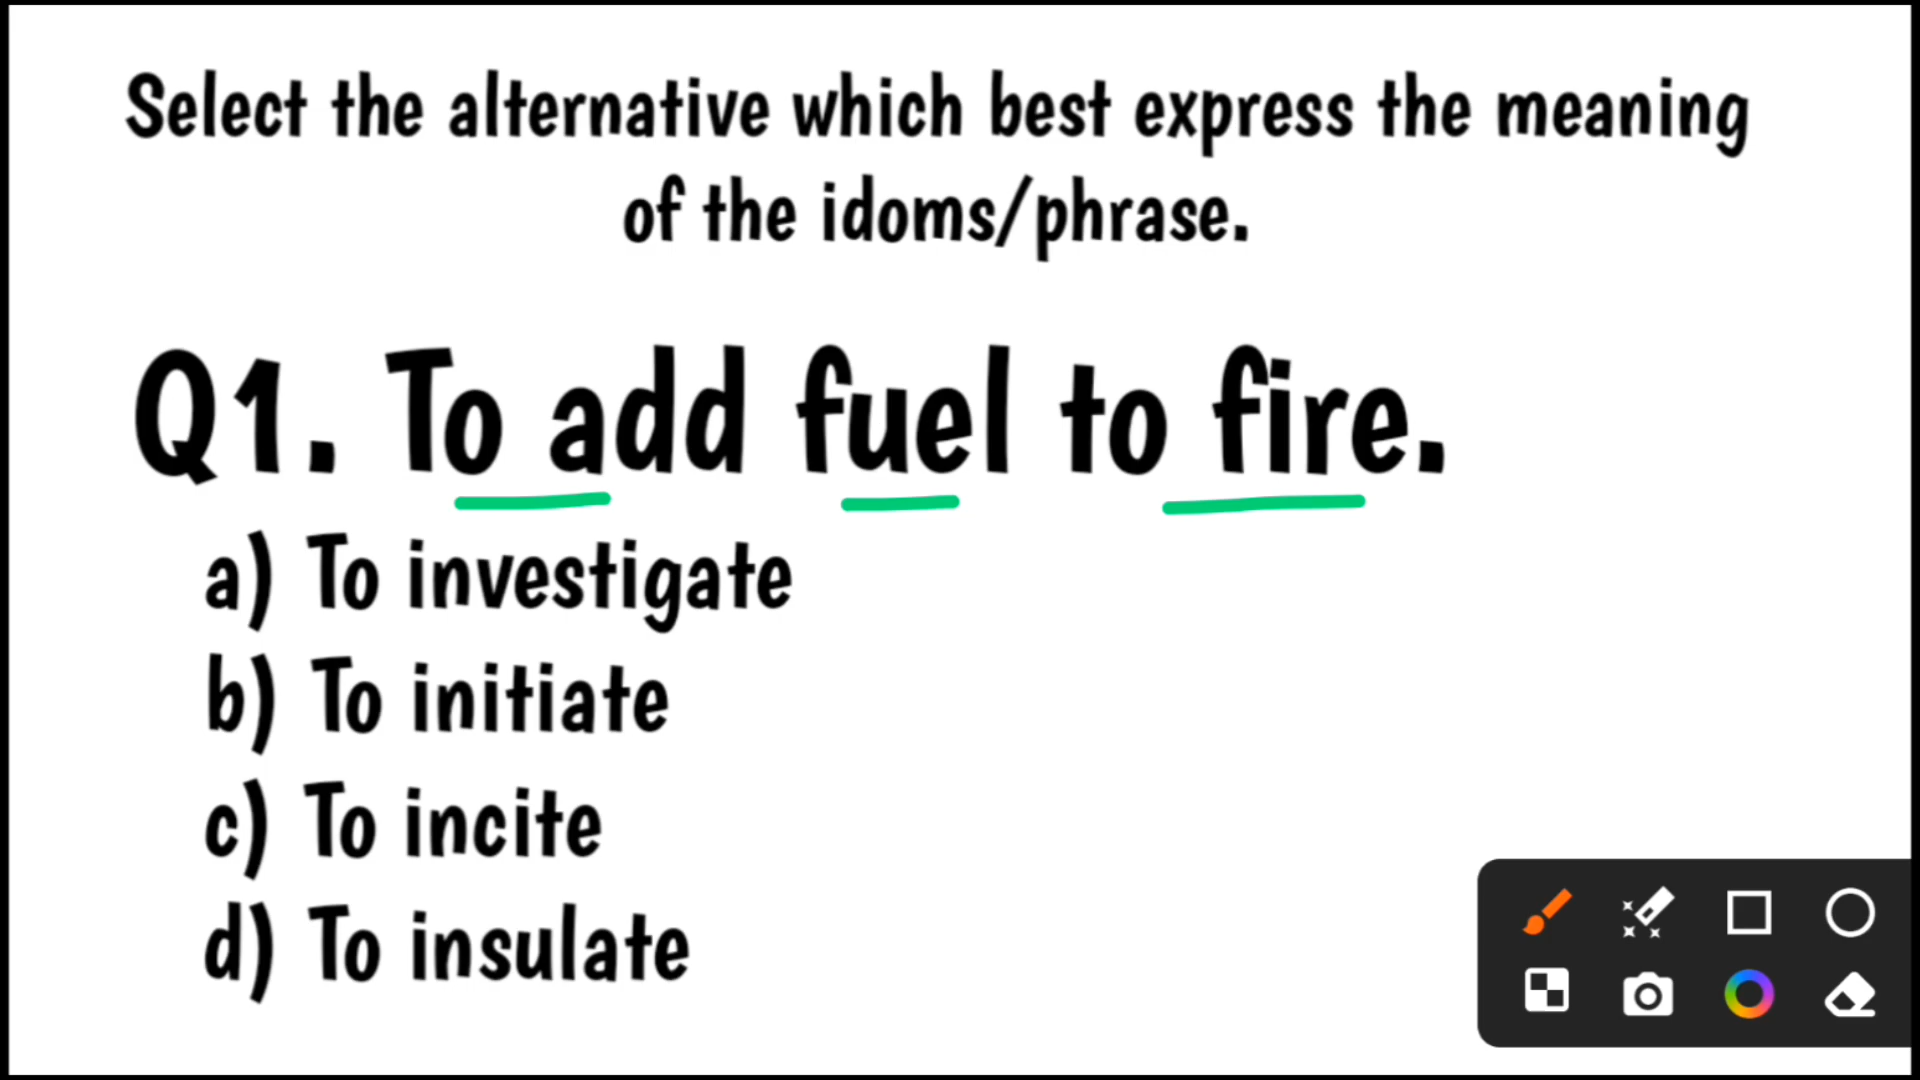 Select the alternative which best express the meaning
of the idoms/phrase.
Q1. To add fuel to fire.
a) To investigate
b) To initiate
c) To incite
d) To insulate